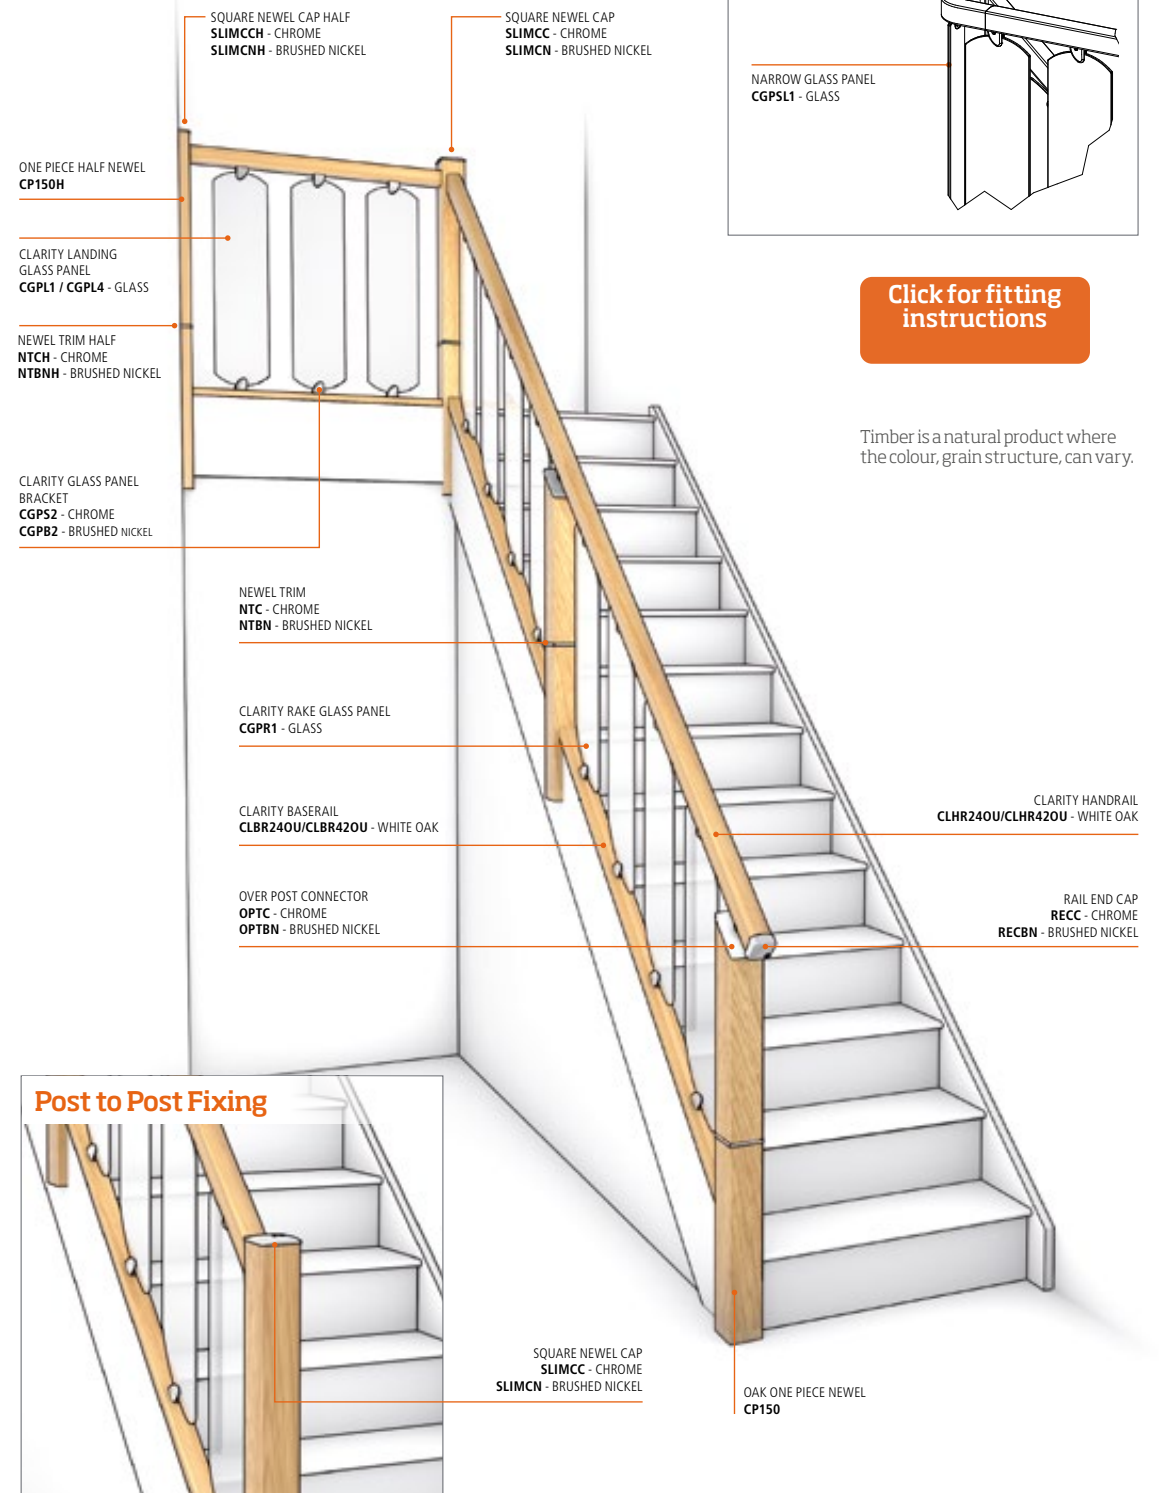 SQUARE NEWEL CAP HALF
SLIMCCH - CHROME
SLIMCNH - BRUSHED NICKEL
SQUARE NEWEL CAP
SLIMCC - CHROME
SLIMCN - BRUSHED NICKEL
NARROW GLASS PANEL
CGPSL1 - GLASS
ONE PIECE HALF NEWEL
CP150H
CLARITY LANDING
GLASS PANEL
CGPL1 / CGPL4 - GLASS
NEWEL TRIM HALF
NTCH - CHROME
NTBNH - BRUSHED NICKEL
Click for fitting
instructions
Timber is a natural product where
the colour, grain structure, can vary.
CLARITY GLASS PANEL
BRACKET
CGPS2 - CHROME
CGPB2 - BRUSHED NICKEL
NEWEL TRIM
NTC - CHROME
NTBN - BRUSHED NICKEL
CLARITY RAKE GLASS PANEL
CGPR1 - GLASS
CLARITY BASERAIL
CLBR24OU/CLBR42OU - WHITE OAK
CLARITY HANDRAIL
CLHR24OU/CLHR42OU - WHITE OAK
OVER POST CONNECTOR
OPTC - CHROME
OPTBN - BRUSHED NICKEL
RAIL END CAP
RECC - CHROME
RECBN - BRUSHED NICKEL
Post to Post Fixing
SQUARE NEWEL CAP
SLIMCC - CHROME
SLIMCN - BRUSHED NICKEL
OAK ONE PIECE NEWEL
CP150